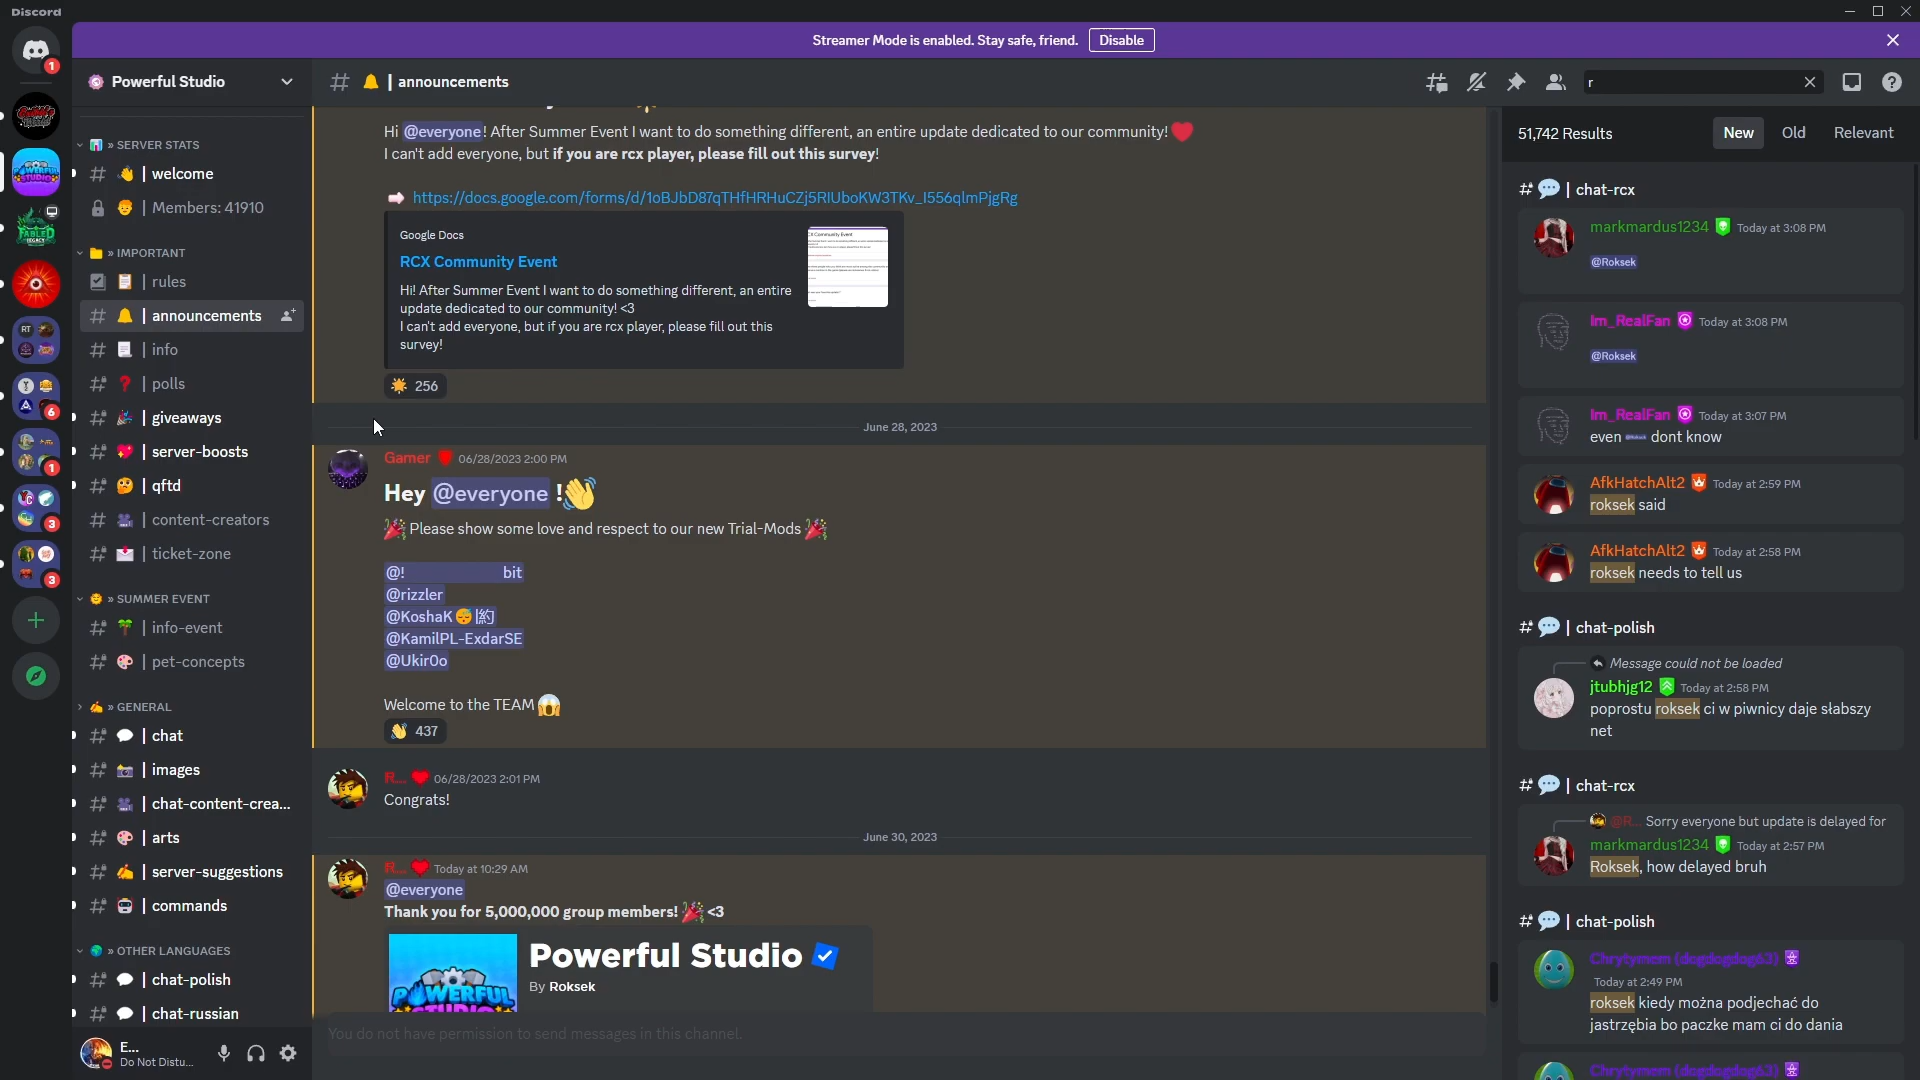 Discord
Streamer Mode is enabled. Stay safe, friend.
Disable
Powerful Studio
| announcements
r
51,742 Results
New
Old
Relevant
» SERVER STATS
| welcome
| Members: 41910
» IMPORTANT
| rules
| announcements
| info
| polls
| giveaways
| server-boosts
| qftd
| content-creators
| ticket-zone
» SUMMER EVENT
| info-event
| pet-concepts
» GENERAL
| chat
| images
| chat-content-crea...
| arts
| server-suggestions
| commands
» OTHER LANGUAGES
| chat-polish
| chat-russian
E...
Do Not Distu...
1
6
1
3
3
Hi @everyone! After Summer Event I want to do something different, an entire update dedicated to our community!
I can't add everyone, but if you are rcx player, please fill out this survey!
Google Docs
RCX Community Event
Hi! After Summer Event I want to do something different, an entire
update dedicated to our community! <3
I can't add everyone, but if you are rcx player, please fill out this
survey!
256
June 28, 2023
Gamer 06/28/2023 2:00 PM
Hey @everyone !
Please show some love and respect to our new Trial-Mods
@! bit
@rizzler
@KoshaK |約
@KamilPL-ExdarSE
@Ukir0o
Welcome to the TEAM
437
R... 06/28/2023 2:01 PM
Congrats!
June 30, 2023
R... Today at 10:29 AM
@everyone
Thank you for 5,000,000 group members! <3
POWERFUL
STUDIO
Powerful Studio
By Roksek
You do not have permission to send messages in this channel.
| chat-rcx
markmardus1234 Today at 3:08 PM
@Roksek
Im_RealFan Today at 3:08 PM
@Roksek
Im_RealFan Today at 3:07 PM
even dont know
AfkHatchAlt2 Today at 2:59 PM
roksek said
AfkHatchAlt2 Today at 2:58 PM
roksek needs to tell us
| chat-polish
Message could not be loaded
jtubhjg12 Today at 2:58 PM
poprostu roksek ci w piwnicy daje słabszy
net
| chat-rcx
@R... Sorry everyone but update is delayed for
markmardus1234 Today at 2:57 PM
Roksek, how delayed bruh
| chat-polish
Chrytymem (dogdogdog63)
Today at 2:49 PM
roksek kiedy można podjechać do
jastrzębia bo paczke mam ci do dania
Chrytymem (dogdogdog63)